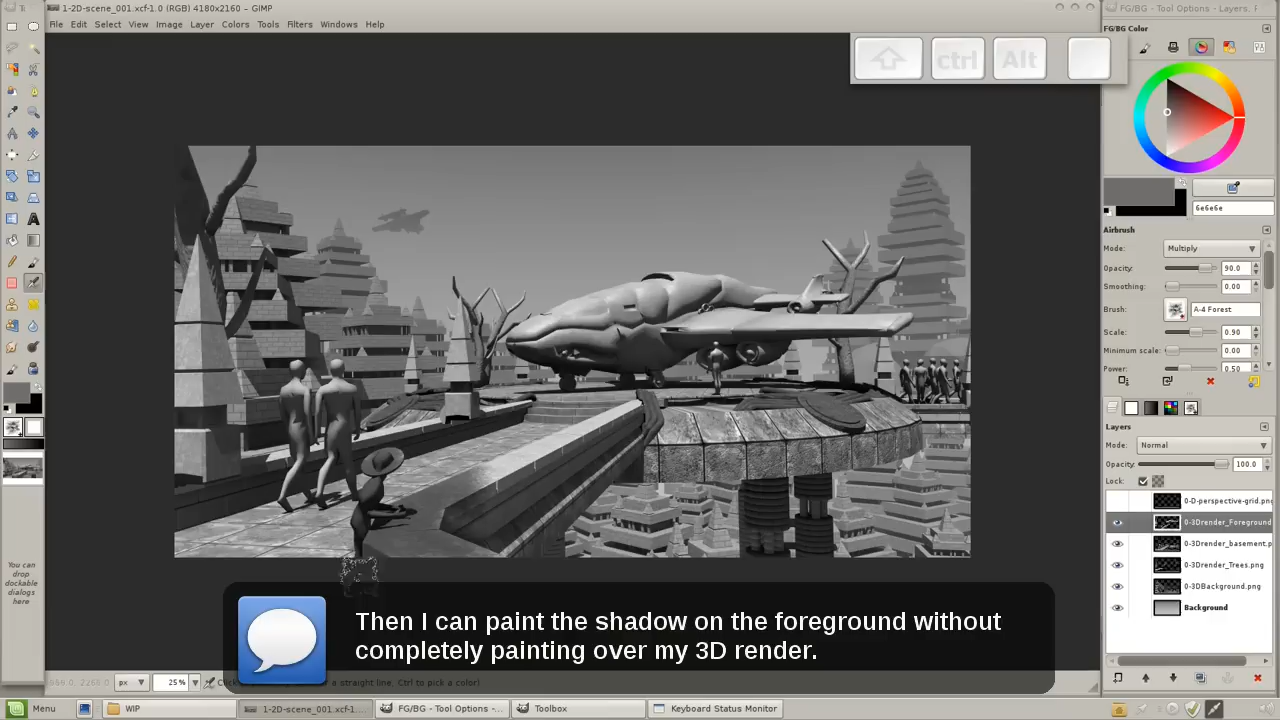 1-2D-scene_001.xcf-1.0 (RGB) 4180x2160 – GIMP
File Edit Select View Image Layer Colors Tools Filters Windows Help
ctrl Alt
FG/BG - Tool Options - Layers,
FG/BG Color
6e6e6e
Airbrush
Mode: Multiply
Opacity: 90.0
Smoothing: 0.00
Brush: A-4 Forest
Scale: 0.90
Minimum scale: 0.00
Power: 0.50
Layers
Mode: Normal
Opacity: 100.0
Lock:
0-D-perspective-grid.png
0-3Drender_Foreground
0-3Drender_basement.p
0-3Drender_Trees.png
0-3DBackground.png
Background
You can
drop
dockable
dialogs
here
Then I can paint the shadow on the foreground without
completely painting over my 3D render.
px 25% a straight line, Ctrl to pick a color)
Menu WIP 1-2D-scene_001.xcf-1.... FG/BG - Tool Options -... Toolbox Keyboard Status Monitor